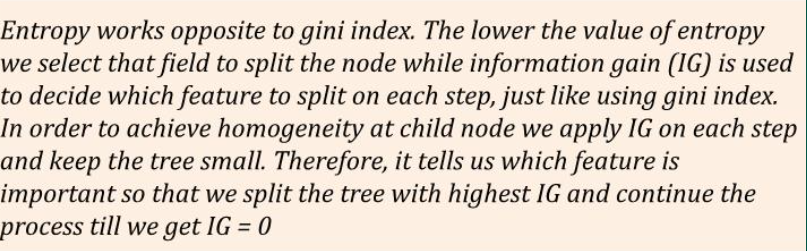 Entropy works opposite to gini index. The lower the value of entropy
we select that field to split the node while information gain (IG) is used
to decide which feature to split on each step, just like using gini index.
In order to achieve homogeneity at child node we apply IG on each step
and keep the tree small. Therefore, it tells us which feature is
important so that we split the tree with highest IG and continue the
process till we get IG = 0